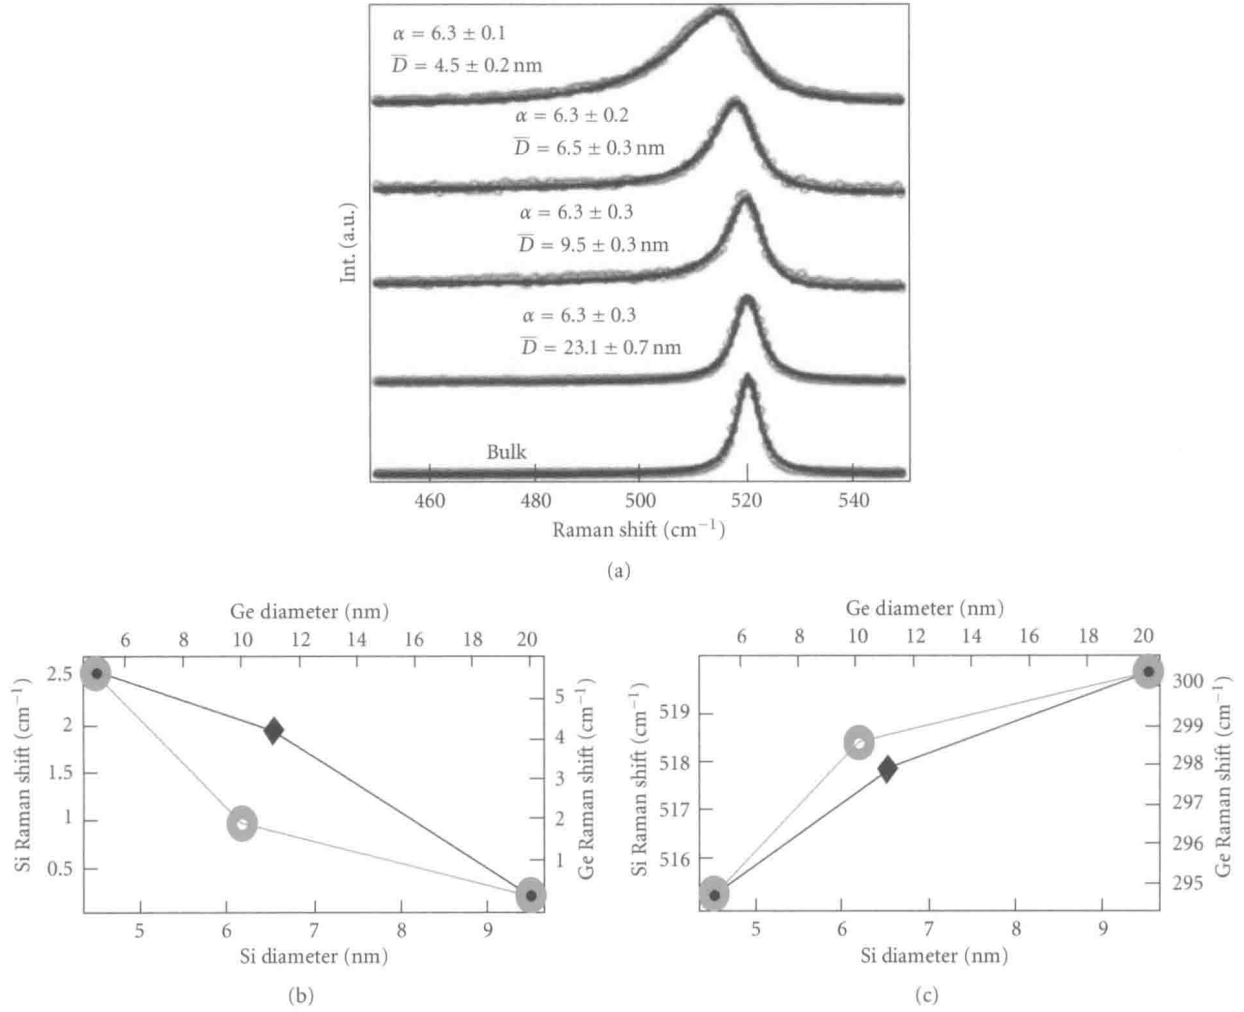 α = 6.3 ± 0.1
D̅ = 4.5 ± 0.2 nm
α = 6.3 ± 0.2
D̅ = 6.5 ± 0.3 nm
α = 6.3 ± 0.3
D̅ = 9.5 ± 0.3 nm
α = 6.3 ± 0.3
D̅ = 23.1 ± 0.7 nm
Bulk
Int. (a.u.)
460 480 500 520 540
Raman shift (cm⁻¹)
(a)
Ge diameter (nm)
6 8 10 12 14 16 18 20
2.5
2
1.5
1
0.5
Si Raman shift (cm⁻¹)
5
4
3
2
1
Ge Raman shift (cm⁻¹)
5 6 7 8 9
Si diameter (nm)
(b)
Ge diameter (nm)
6 8 10 12 14 16 18 20
519
518
517
516
Si Raman shift (cm⁻¹)
300
299
298
297
296
295
Ge Raman shift (cm⁻¹)
5 6 7 8 9
Si diameter (nm)
(c)